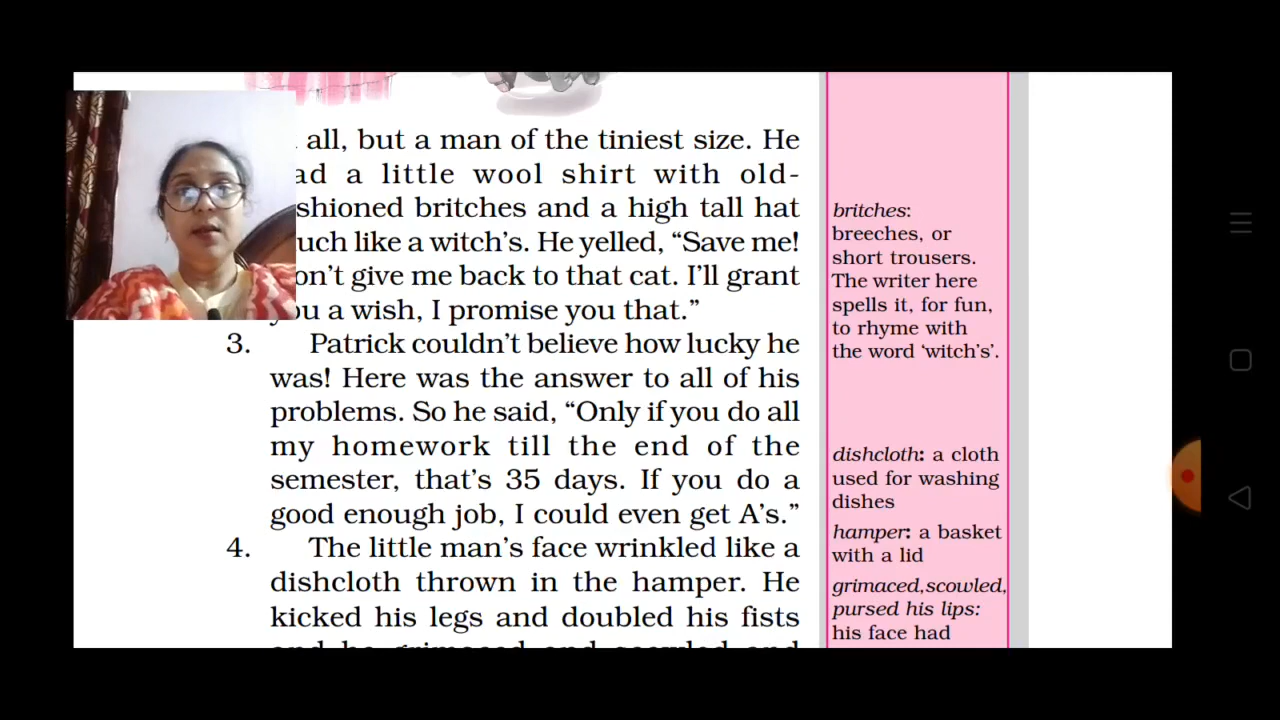 all, but a man of the tiniest size. He
a little wool shirt with old-
britches and a high tall hat
like a witch's. He yelled, “Save me!
give me back to that cat. I'll grant
you a wish, I promise you that.”
3. Patrick couldn't believe how lucky he
was! Here was the answer to all of his
problems. So he said, “Only if you do all
my homework till the end of the
semester, that's 35 days. If you do a
good enough job, I could even get A's.”
4. The little man's face wrinkled like a
dishcloth thrown in the hamper. He
kicked his legs and doubled his fists
and he grimaced and scowled and
britches:
breeches, or
short trousers.
The writer here
spells it, for fun,
to rhyme with
the word ‘witch's’.
dishcloth: a cloth
used for washing
dishes
hamper: a basket
with a lid
grimaced,scowled,
pursed his lips:
his face had